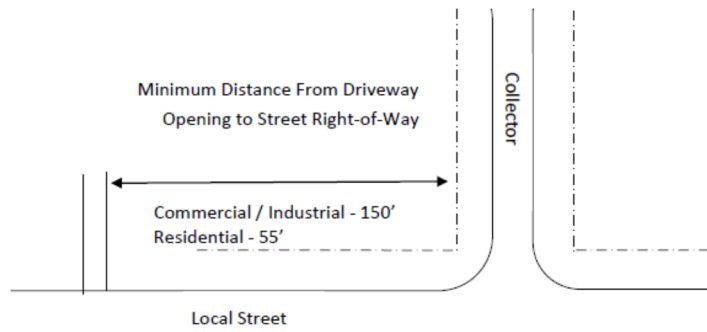 Minimum Distance From Driveway
Opening to Street Right-of-Way
Collector
Commercial / Industrial - 150’
Residential - 55’
Local Street